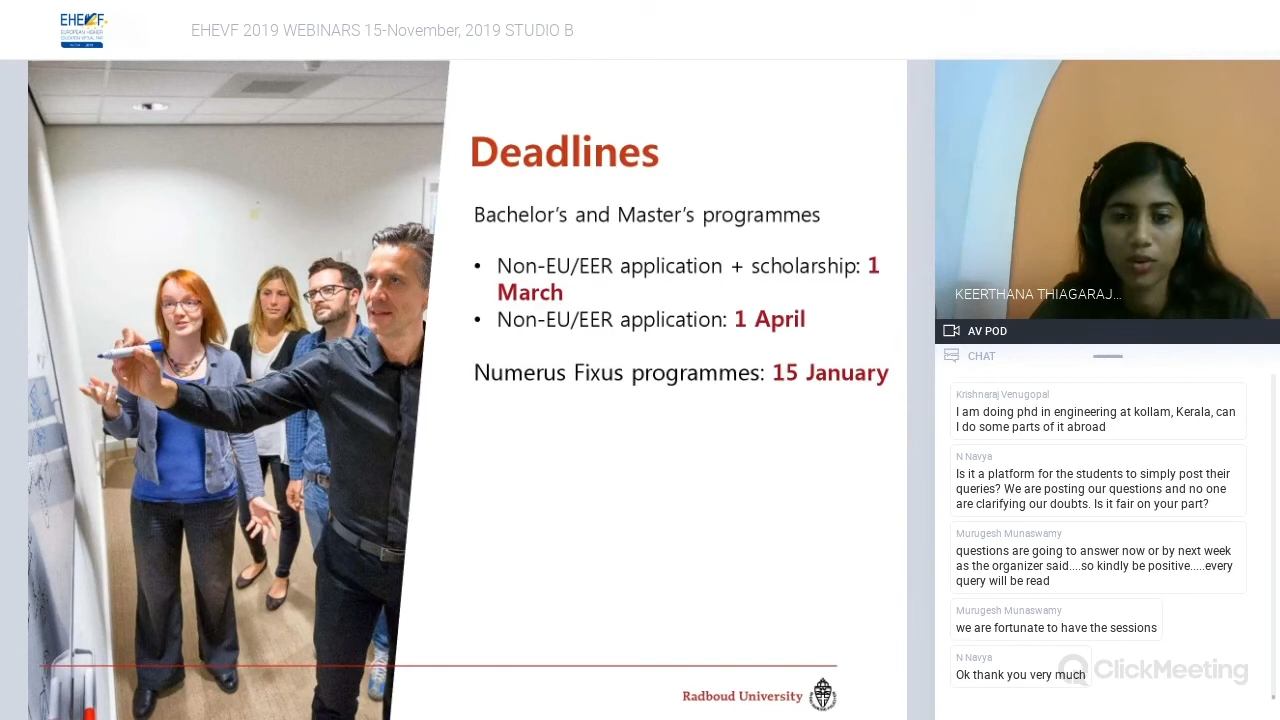 EHEVF
EUROPEAN HIGHER
EDUCATION VIRTUAL FAIR
EHEVF 2019 WEBINARS 15-November, 2019 STUDIO B
Deadlines
Bachelor's and Master's programmes
• Non-EU/EER application + scholarship: 1
March
• Non-EU/EER application: 1 April
Numerus Fixus programmes: 15 January
Radboud University
KEERTHANA THIAGARAJ...
AV POD
CHAT
Krishnaraj Venugopal
I am doing phd in engineering at kollam, Kerala, can
I do some parts of it abroad
N Navya
Is it a platform for the students to simply post their
queries? We are posting our questions and no one
are clarifying our doubts. Is it fair on your part?
Murugesh Munaswamy
questions are going to answer now or by next week
as the organizer said....so kindly be positive.....every
query will be read
Murugesh Munaswamy
we are fortunate to have the sessions
N Navya
Ok thank you very much
ClickMeeting